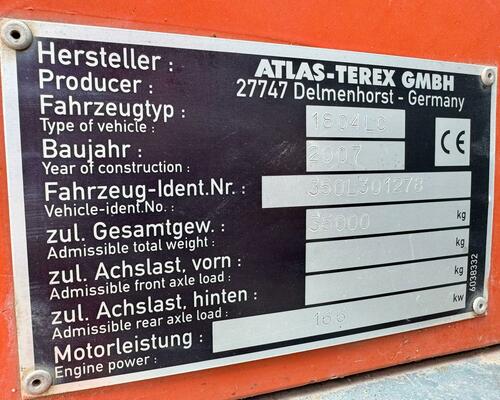 Hersteller :
Producer :
ATLAS-TEREX GMBH
27747 Delmenhorst - Germany
Fahrzeugtyp :
Type of vehicle :
1804LC
Baujahr :
Year of construction :
2007
CE
Fahrzeug-Ident.Nr. :
Vehicle-ident.No. :
350L301278
zul. Gesamtgew. :
Admissible total weight :
36000 kg
zul. Achslast, vorn :
Admissible front axle load :
kg
zul. Achslast, hinten :
Admissible rear axle load :
kg
Motorleistung :
Engine power :
kw
6038332